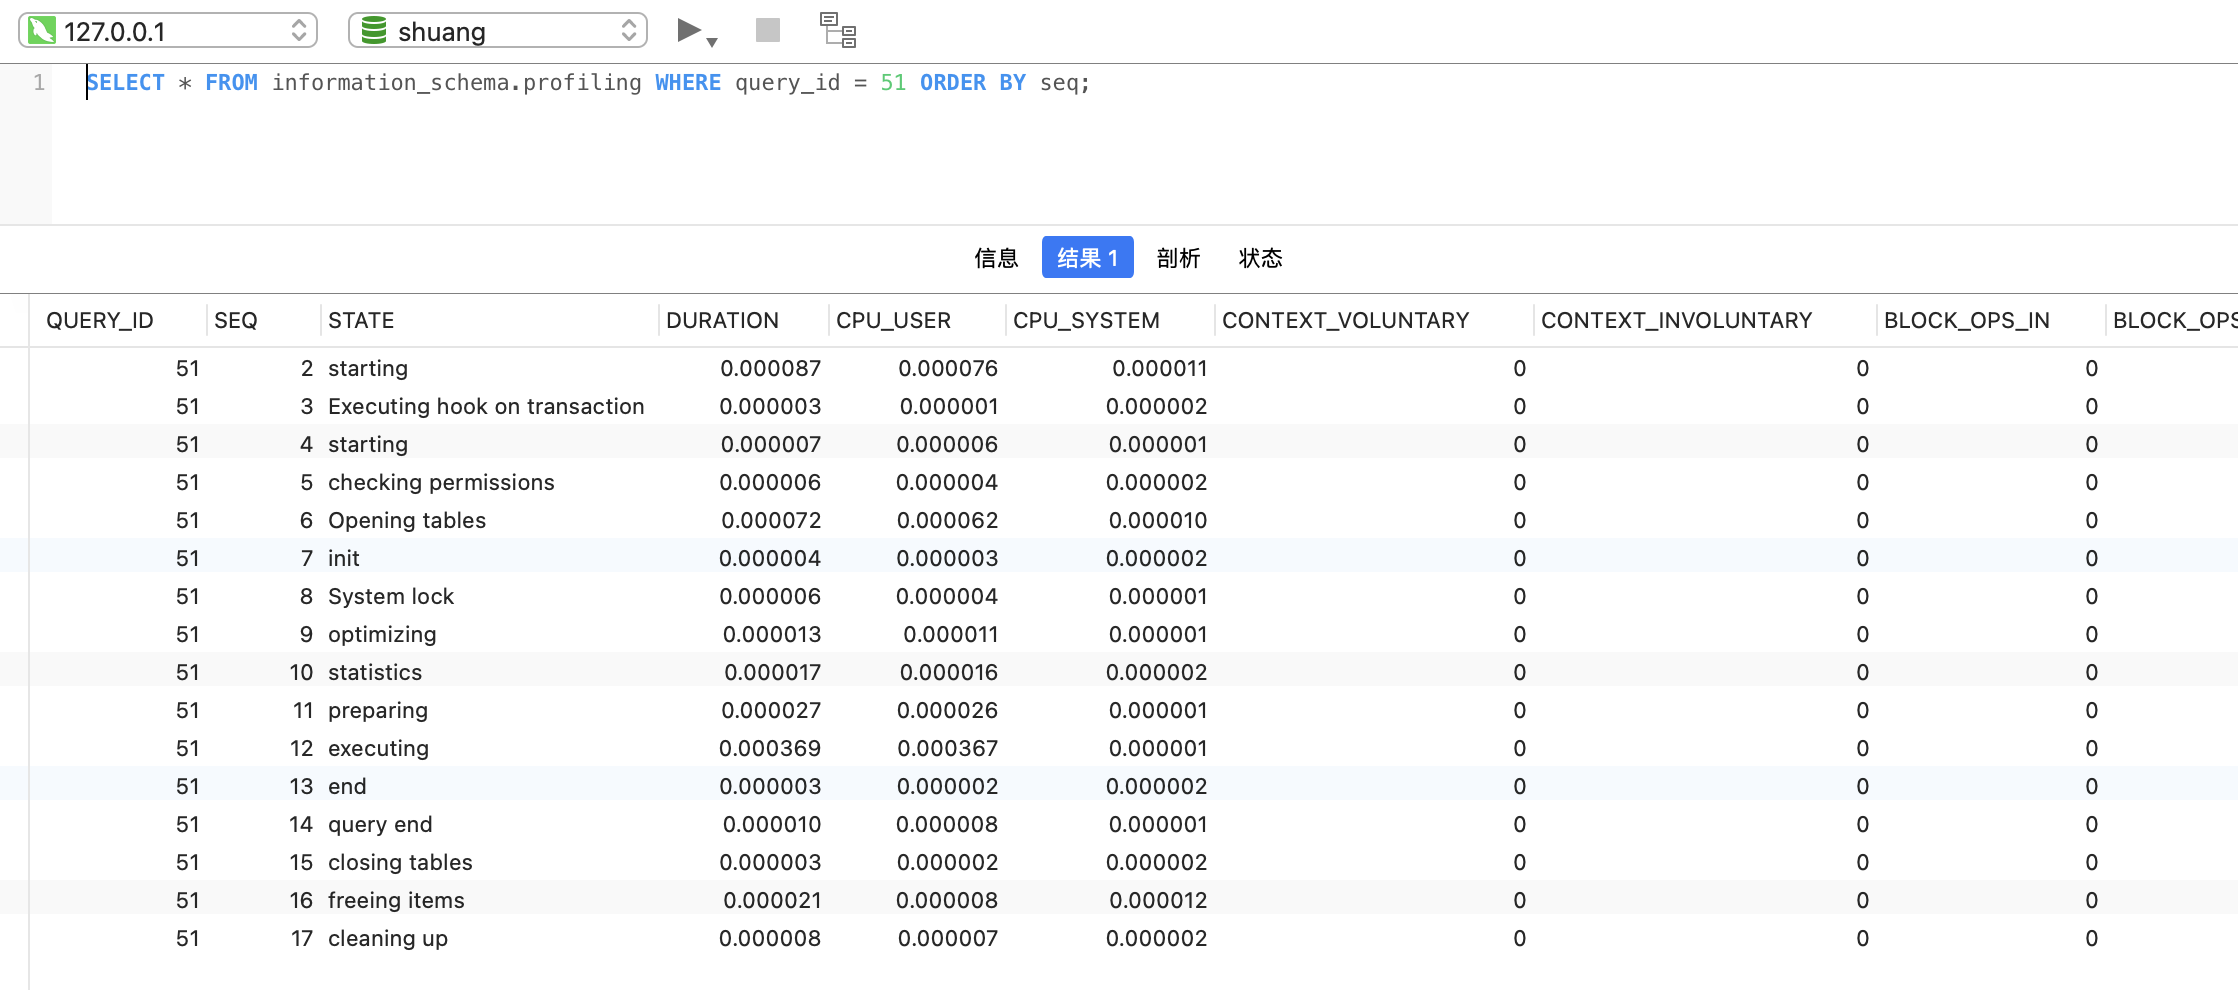 127.0.0.1 shuang
1 SELECT * FROM information_schema.profiling WHERE query_id = 51 ORDER BY seq;
信息 结果 1 剖析 状态
QUERY_ID SEQ STATE DURATION CPU_USER CPU_SYSTEM CONTEXT_VOLUNTARY CONTEXT_INVOLUNTARY BLOCK_OPS_IN BLOCK_OPS
51 2 starting 0.000087 0.000076 0.000011 0 0 0
51 3 Executing hook on transaction 0.000003 0.000001 0.000002 0 0 0
51 4 starting 0.000007 0.000006 0.000001 0 0 0
51 5 checking permissions 0.000006 0.000004 0.000002 0 0 0
51 6 Opening tables 0.000072 0.000062 0.000010 0 0 0
51 7 init 0.000004 0.000003 0.000002 0 0 0
51 8 System lock 0.000006 0.000004 0.000001 0 0 0
51 9 optimizing 0.000013 0.000011 0.000001 0 0 0
51 10 statistics 0.000017 0.000016 0.000002 0 0 0
51 11 preparing 0.000027 0.000026 0.000001 0 0 0
51 12 executing 0.000369 0.000367 0.000001 0 0 0
51 13 end 0.000003 0.000002 0.000002 0 0 0
51 14 query end 0.000010 0.000008 0.000001 0 0 0
51 15 closing tables 0.000003 0.000002 0.000002 0 0 0
51 16 freeing items 0.000021 0.000008 0.000012 0 0 0
51 17 cleaning up 0.000008 0.000007 0.000002 0 0 0